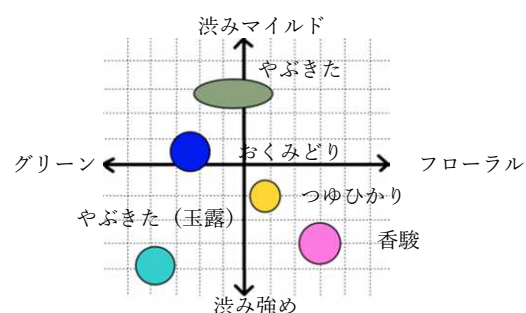 渋みマイルド
やぶきた
おくみどり
グリーン
フローラル
つゆひかり
やぶきた（玉露）
香駿
渋み強め